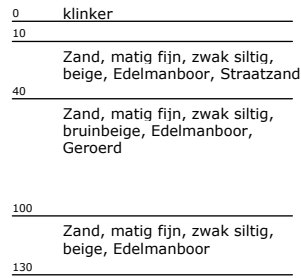 0 klinker
10
Zand, matig fijn, zwak siltig,
beige, Edelmanboor, Straatzand
40
Zand, matig fijn, zwak siltig,
bruinbeige, Edelmanboor,
Geroerd
100
Zand, matig fijn, zwak siltig,
beige, Edelmanboor
130